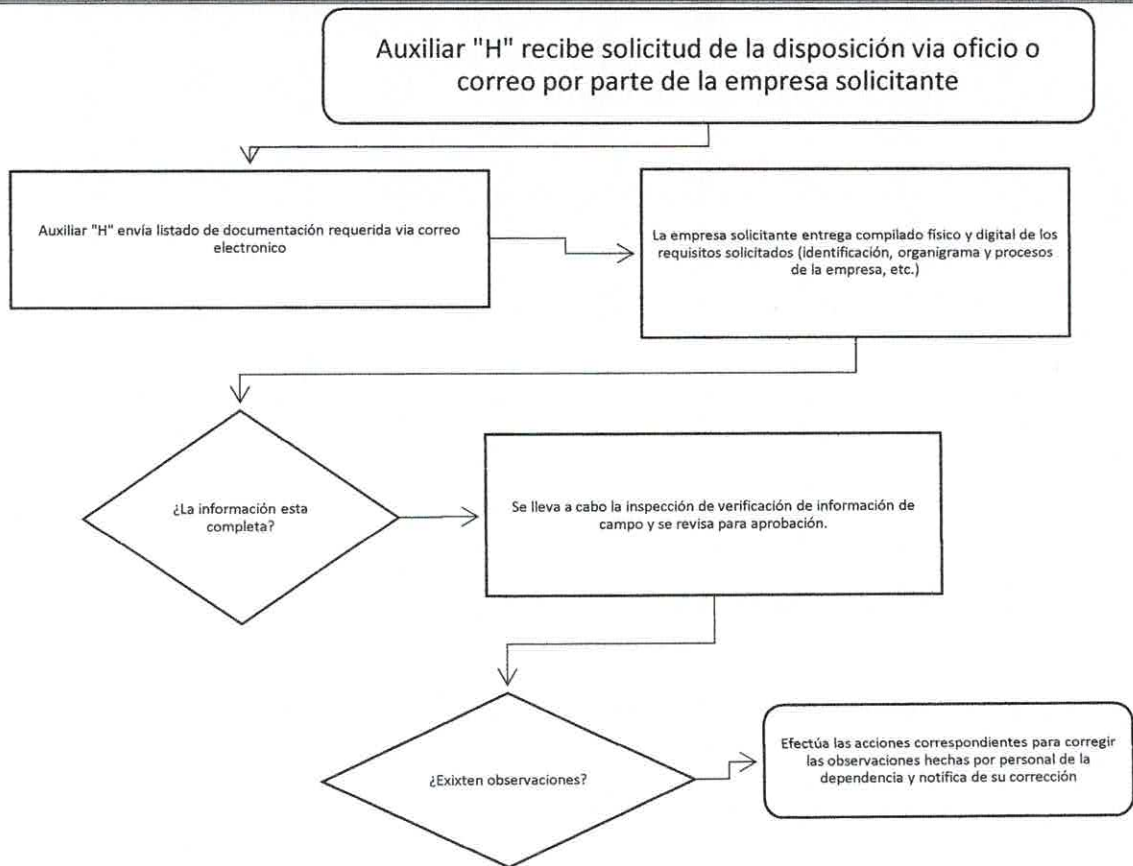 Auxiliar "H" recibe solicitud de la disposición via oficio o
correo por parte de la empresa solicitante
Auxiliar "H" envía listado de documentación requerida via correo
electronico
La empresa solicitante entrega compilado físico y digital de los
requisitos solicitados (identificación, organigrama y procesos
de la empresa, etc.)
¿La información esta
completa?
Se lleva a cabo la inspección de verificación de información de
campo y se revisa para aprobación.
¿Exixten observaciones?
Efectúa las acciones correspondientes para corregir
las observaciones hechas por personal de la
dependencia y notifica de su corrección